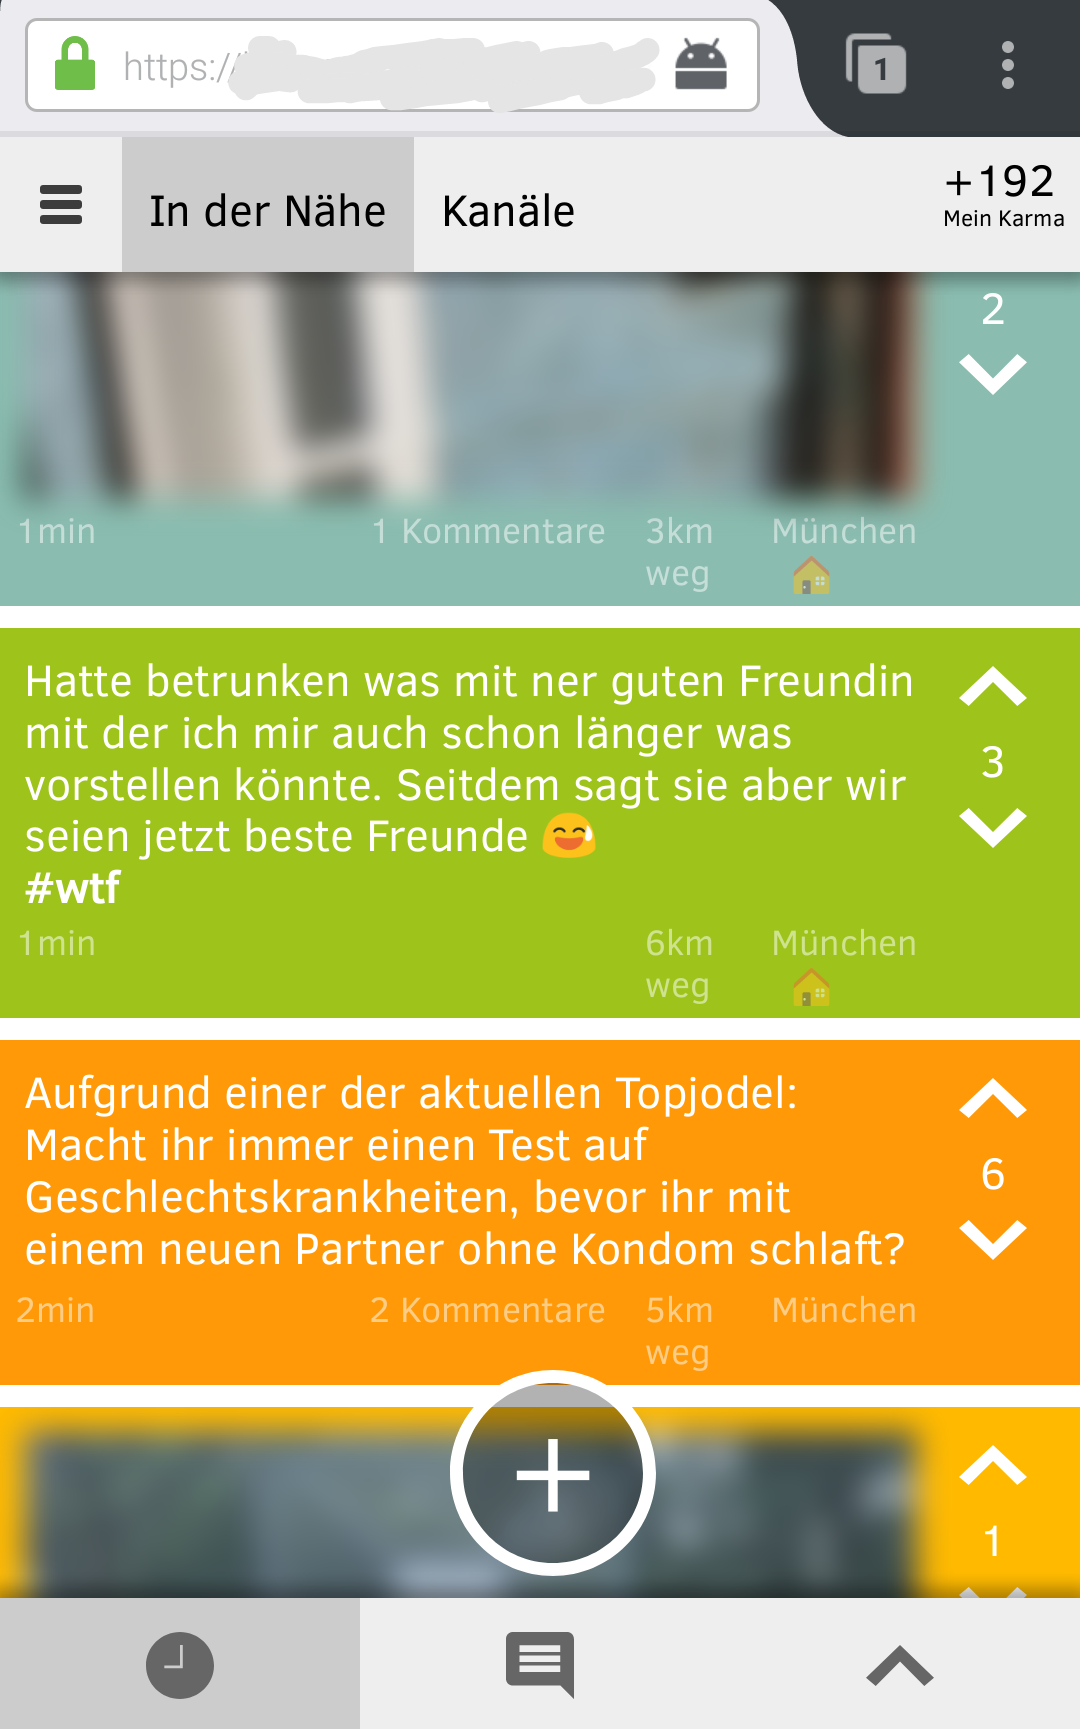 https://
1
In der Nähe
Kanäle
+192
Mein Karma
2
1min
1 Kommentare
3km weg
München
Hatte betrunken was mit ner guten Freundin
mit der ich mir auch schon länger was
vorstellen könnte. Seitdem sagt sie aber wir
seien jetzt beste Freunde 😅
#wtf
3
1min
6km weg
München
Aufgrund einer der aktuellen Topjodel:
Macht ihr immer einen Test auf
Geschlechtskrankheiten, bevor ihr mit
einem neuen Partner ohne Kondom schlaft?
6
2min
2 Kommentare
5km weg
München
1